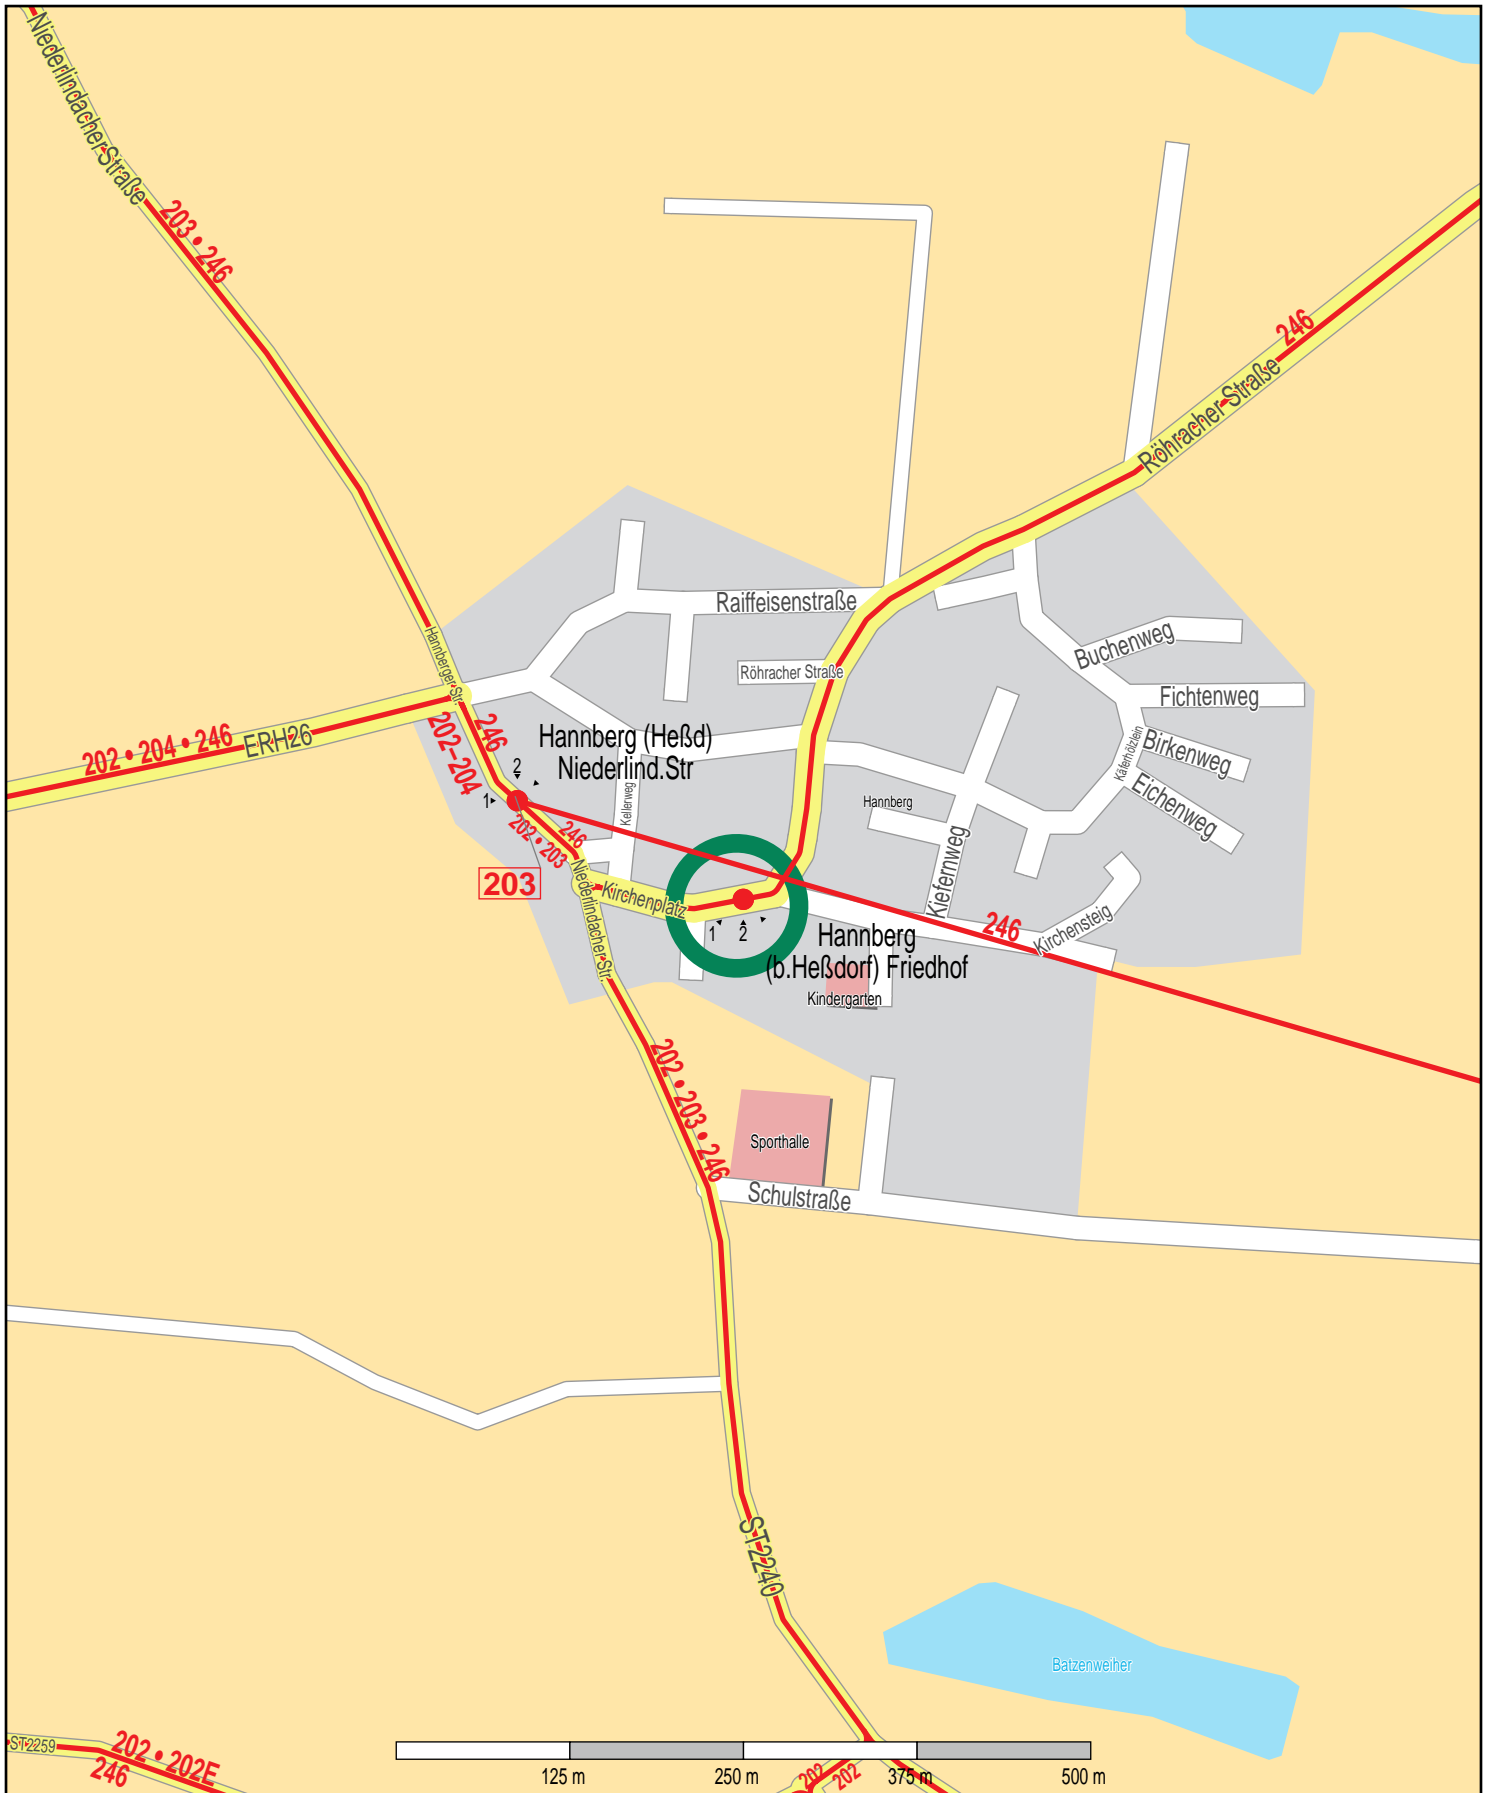 NiederlindacherStraße
203 • 246
246
Röhracher Straße
Raiffeisenstraße
Hannberger Str.
Röhracher Straße
Buchenweg
Fichtenweg
Birkenweg
Käferhölzlein
Eichenweg
202 • 204 • 246
ERH26
246
202–204
Hannberg (Heßd)
Niederlind.Str
2
1
Kellerweg
Hannberg
202 • 203
246
203
Niederlindacher Str.
Kirchenplatz
Kiefernweg
1
2
Hannberg
(b.Heßdorf) Friedhof
246
Kirchensteig
Kindergarten
202 • 203 • 246
Sporthalle
Schulstraße
ST2240
Batzenweiher
ST2259
202 • 202E
246
202
202
125 m
250 m
375 m
500 m